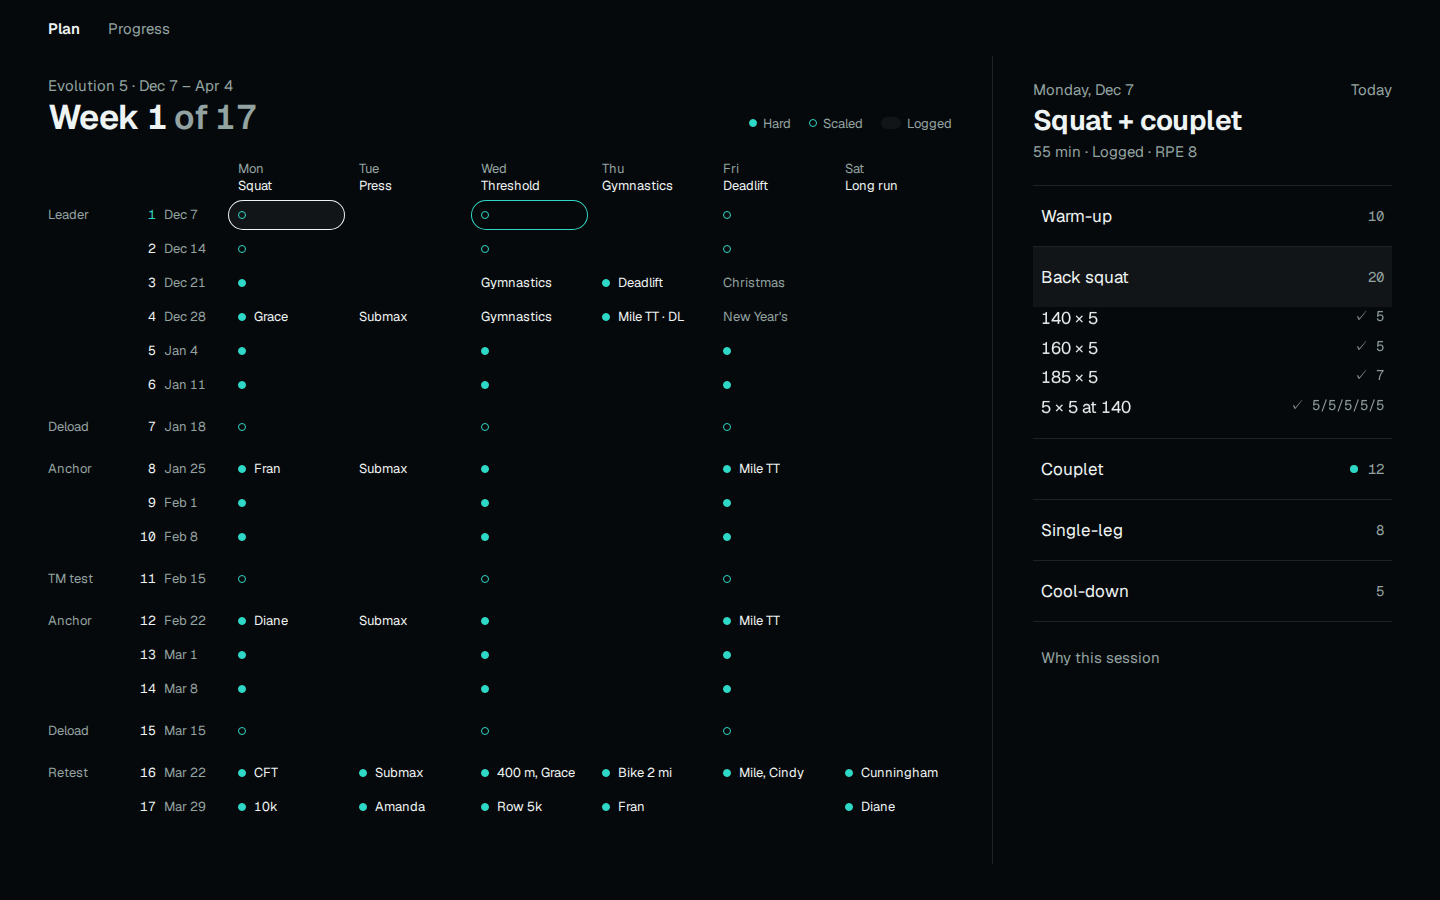 Plan Progress
Evolution 5 · Dec 7 – Apr 4
Week 1 of 17
Hard Scaled Logged
Mon Tue Wed Thu Fri Sat
Squat Press Threshold Gymnastics Deadlift Long run
Leader 1 Dec 7
2 Dec 14
3 Dec 21 Gymnastics Deadlift Christmas
4 Dec 28 Grace Submax Gymnastics Mile TT · DL New Year's
5 Jan 4
6 Jan 11
Deload 7 Jan 18
Anchor 8 Jan 25 Fran Submax Mile TT
9 Feb 1
10 Feb 8
TM test 11 Feb 15
Anchor 12 Feb 22 Diane Submax Mile TT
13 Mar 1
14 Mar 8
Deload 15 Mar 15
Retest 16 Mar 22 CFT Submax 400 m, Grace Bike 2 mi Mile, Cindy Cunningham
17 Mar 29 10k Amanda Row 5k Fran Diane
Monday, Dec 7 Today
Squat + couplet
55 min · Logged · RPE 8
Warm-up 10
Back squat 20
140 × 5 ✓ 5
160 × 5 ✓ 5
185 × 5 ✓ 7
5 × 5 at 140 ✓ 5/5/5/5/5
Couplet 12
Single-leg 8
Cool-down 5
Why this session